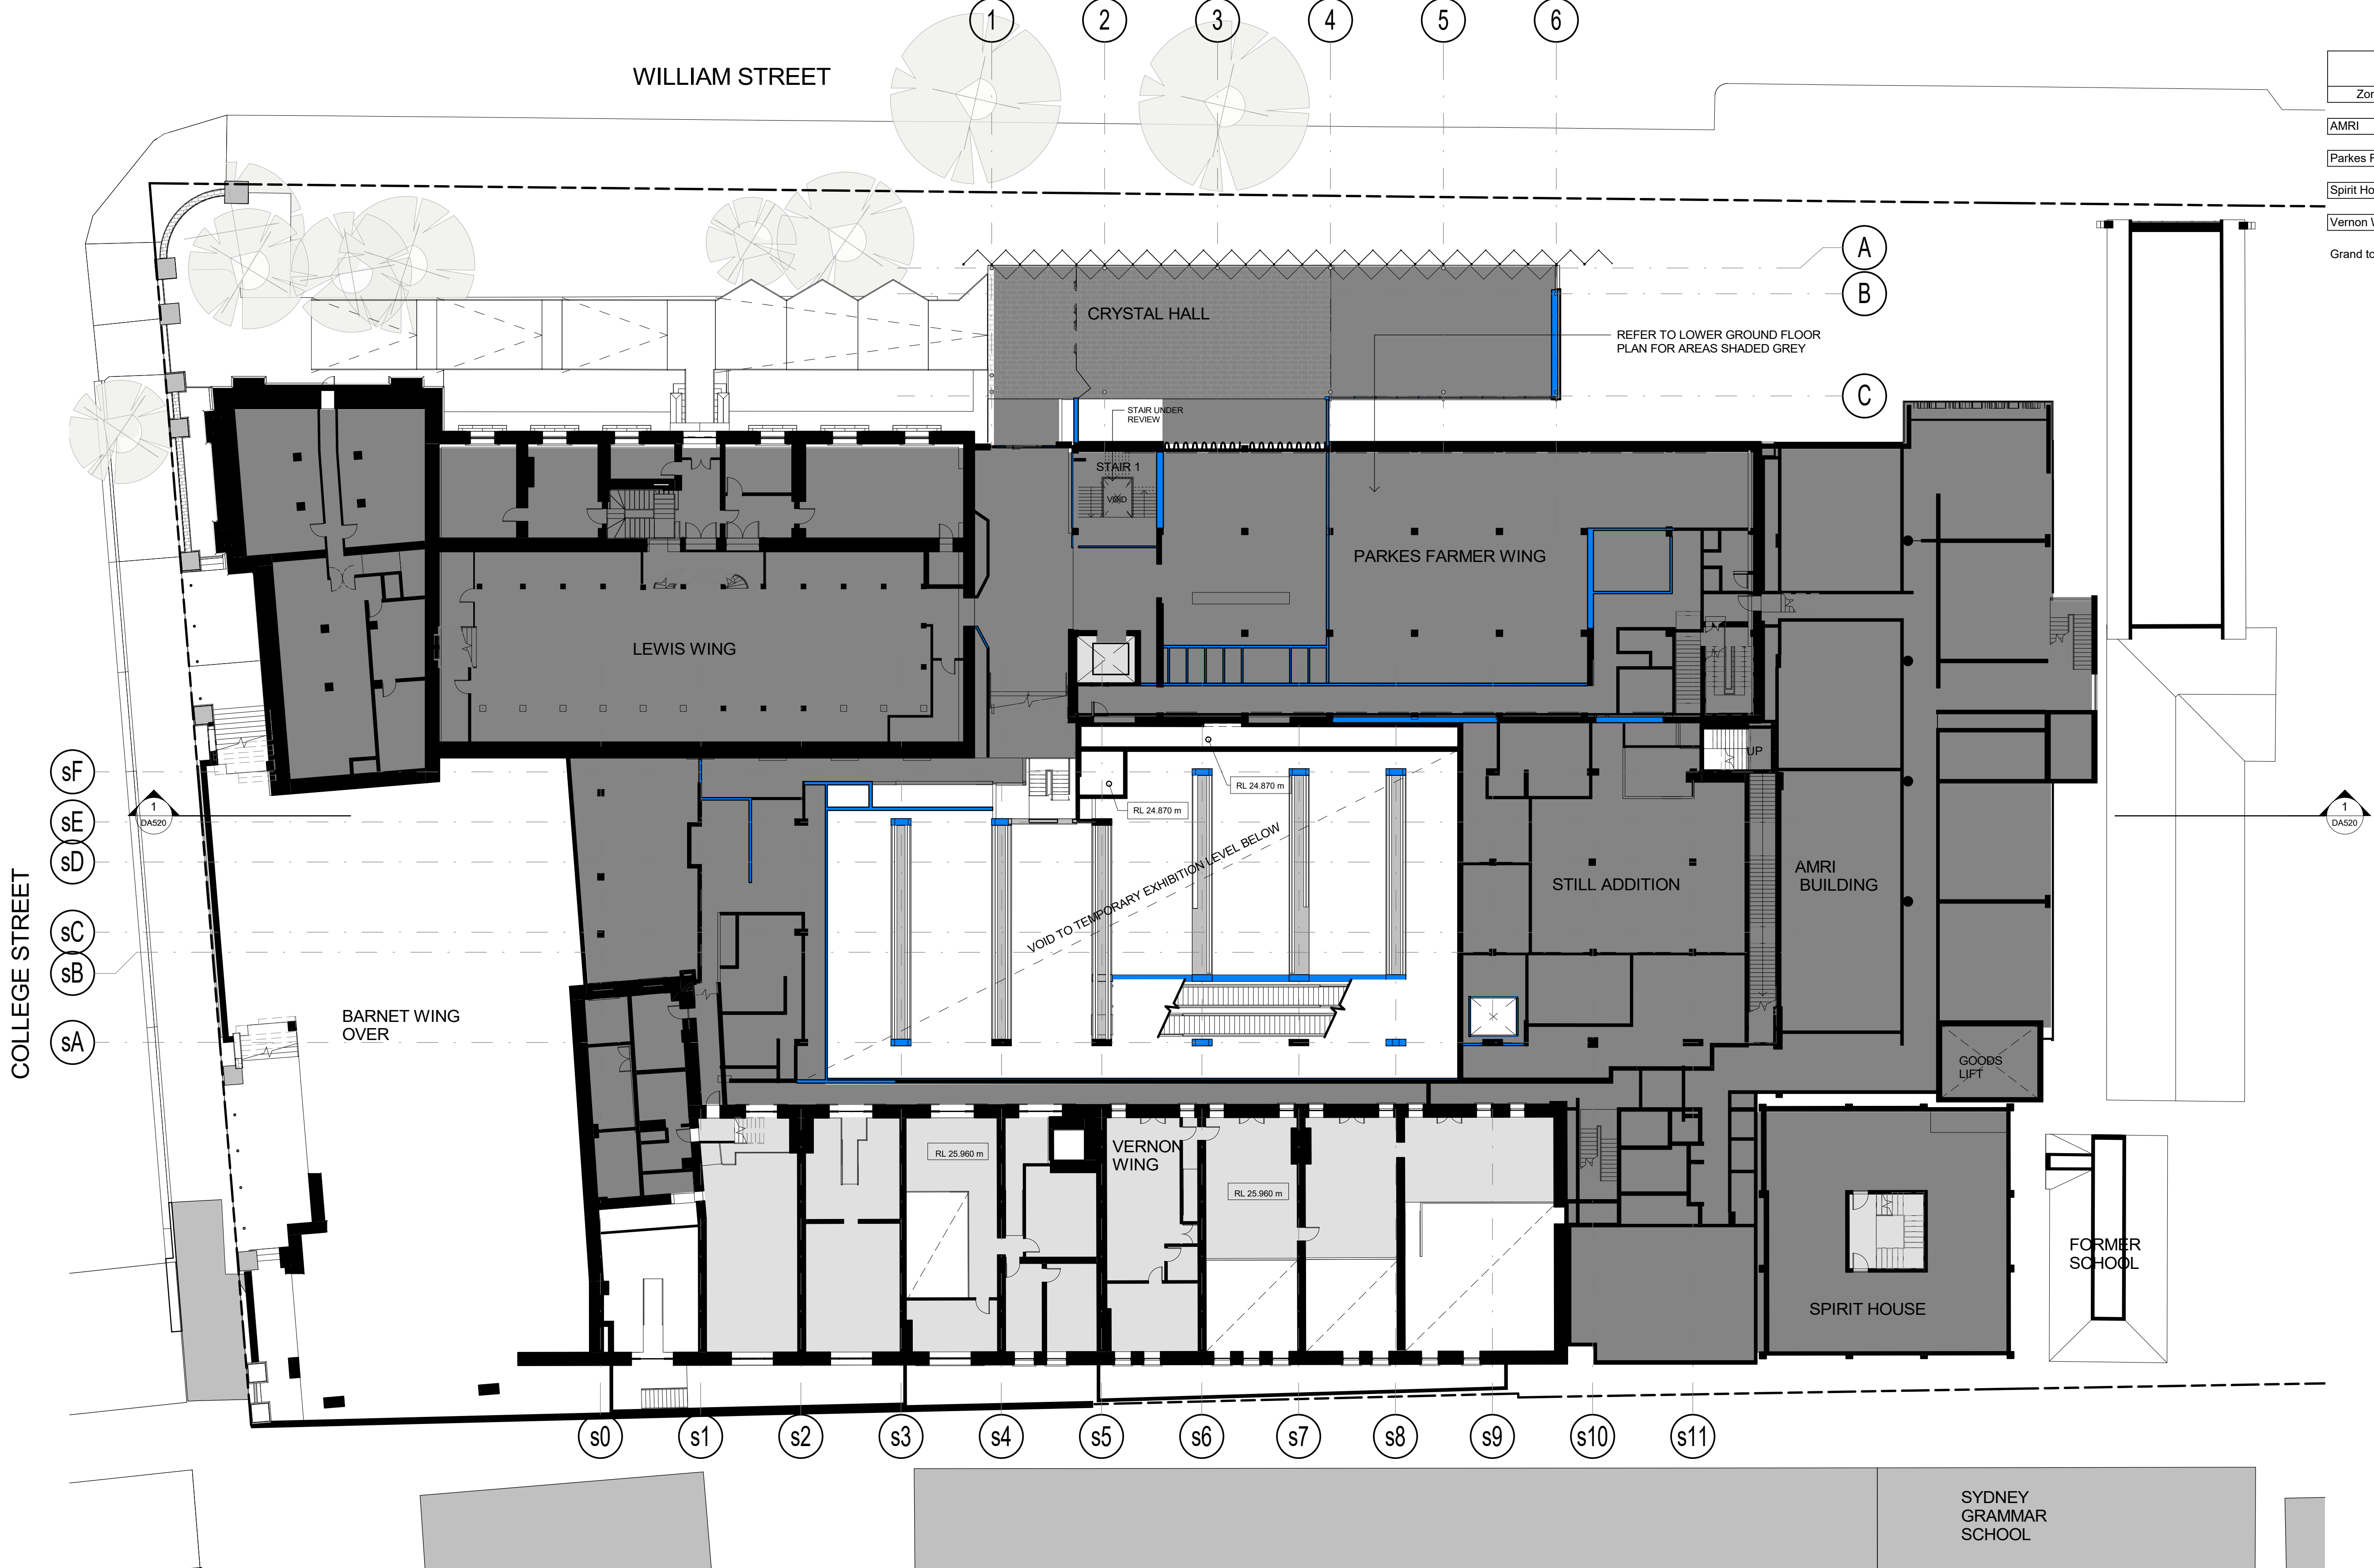 1
2
3
4
5
6
WILLIAM STREET
Zor
AMRI
Parkes F
Spirit Ho
Vernon W
Grand to
A
B
C
CRYSTAL HALL
REFER TO LOWER GROUND FLOOR
PLAN FOR AREAS SHADED GREY
STAIR UNDER
REVIEW
STAIR 1
VOID
PARKES FARMER WING
LEWIS WING
UP
sF
sE
sD
sC
sB
sA
1
DA520
1
DA520
RL 24.870 m
RL 24.870 m
VOID TO TEMPORARY EXHIBITION LEVEL BELOW
STILL ADDITION
AMRI
BUILDING
COLLEGE STREET
BARNET WING
OVER
GOODS
LIFT
VERNON
WING
RL 25.960 m
RL 25.960 m
FORMER
SCHOOL
SPIRIT HOUSE
s0
s1
s2
s3
s4
s5
s6
s7
s8
s9
s10
s11
SYDNEY
GRAMMAR
SCHOOL